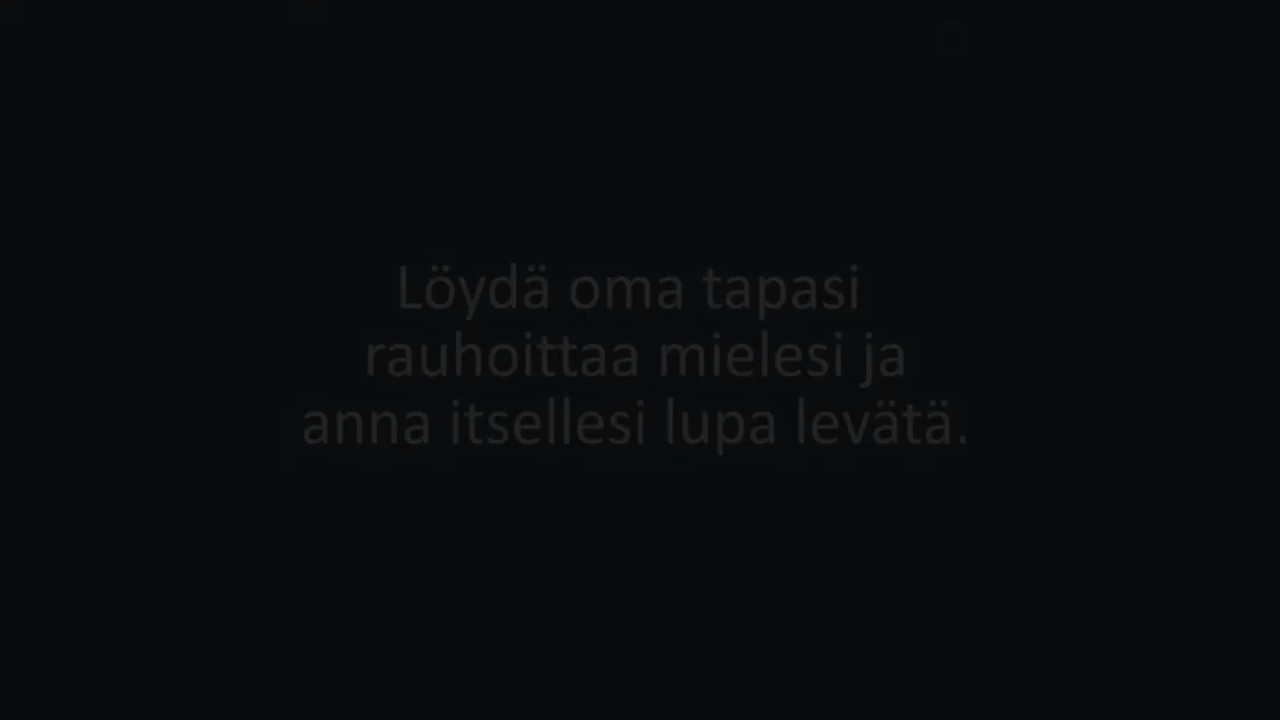 Löydä oma tapasi
rauhoittaa mielesi ja
anna itsellesi lupa levätä.